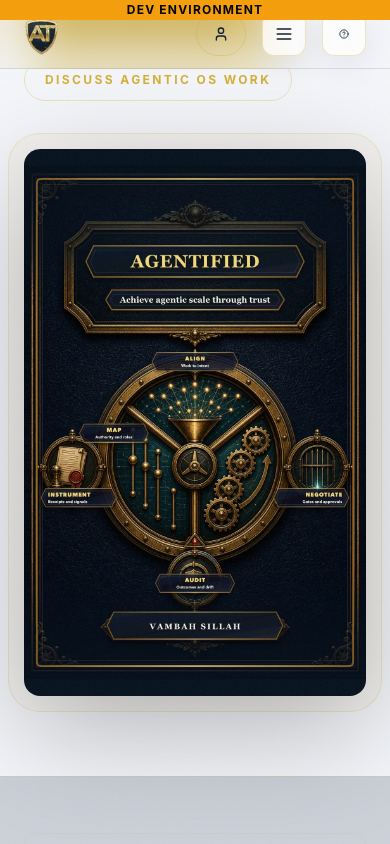 DEV ENVIRONMENT
AT
DISCUSS AGENTIC OS WORK
AGENTIFIED
Achieve agentic scale through trust
ALIGN
Work to intent
MAP
Authority and roles
INSTRUMENT
Receipts and signals
NEGOTIATE
Gates and approvals
AUDIT
Outcomes and drift
VAMBAH SILLAH